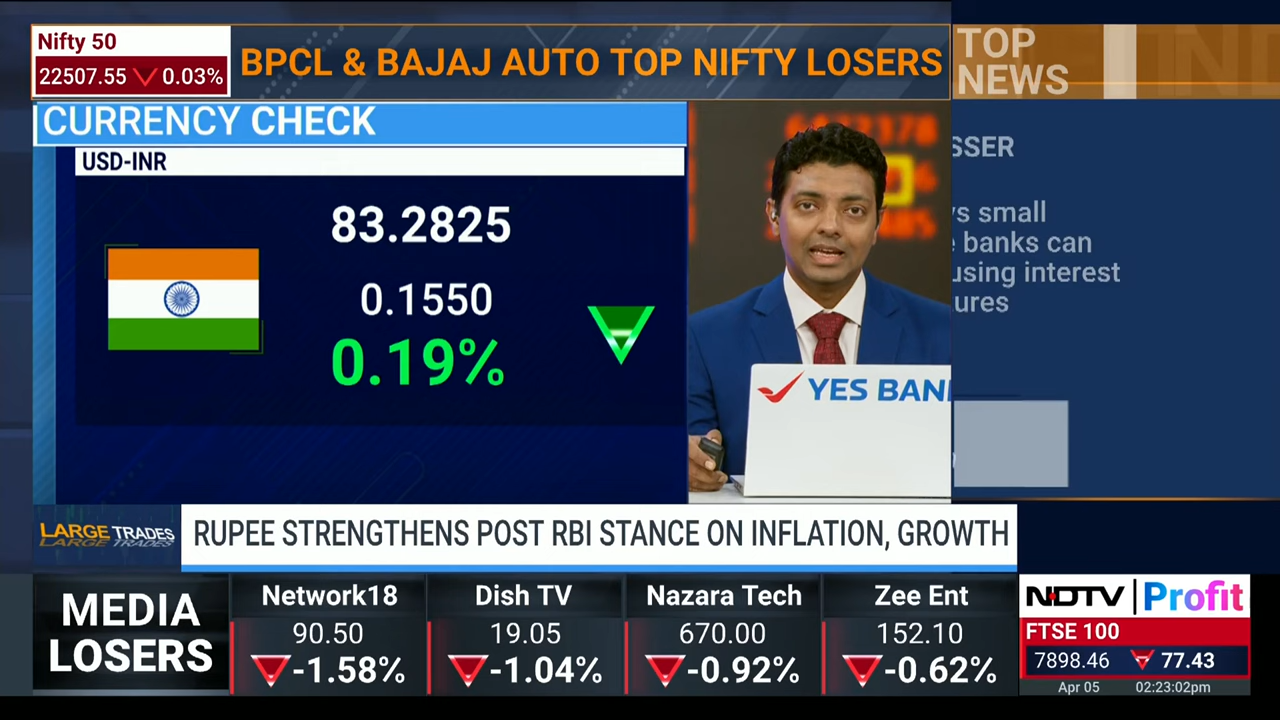 Nifty 50
22507.55 0.03%
BPCL & BAJAJ AUTO TOP NIFTY LOSERS
TOP
NEWS
CURRENCY CHECK
USD-INR
83.2825
0.1550
0.19%
small
banks can
using interest
YES BAN
LARGE TRADES
RUPEE STRENGTHENS POST RBI STANCE ON INFLATION, GROWTH
MEDIA
LOSERS
Network18
90.50
-1.58%
Dish TV
19.05
-1.04%
Nazara Tech
670.00
-0.92%
Zee Ent
152.10
-0.62%
NDTV Profit
FTSE 100
7898.46 77.43
Apr 05 02:23:02pm